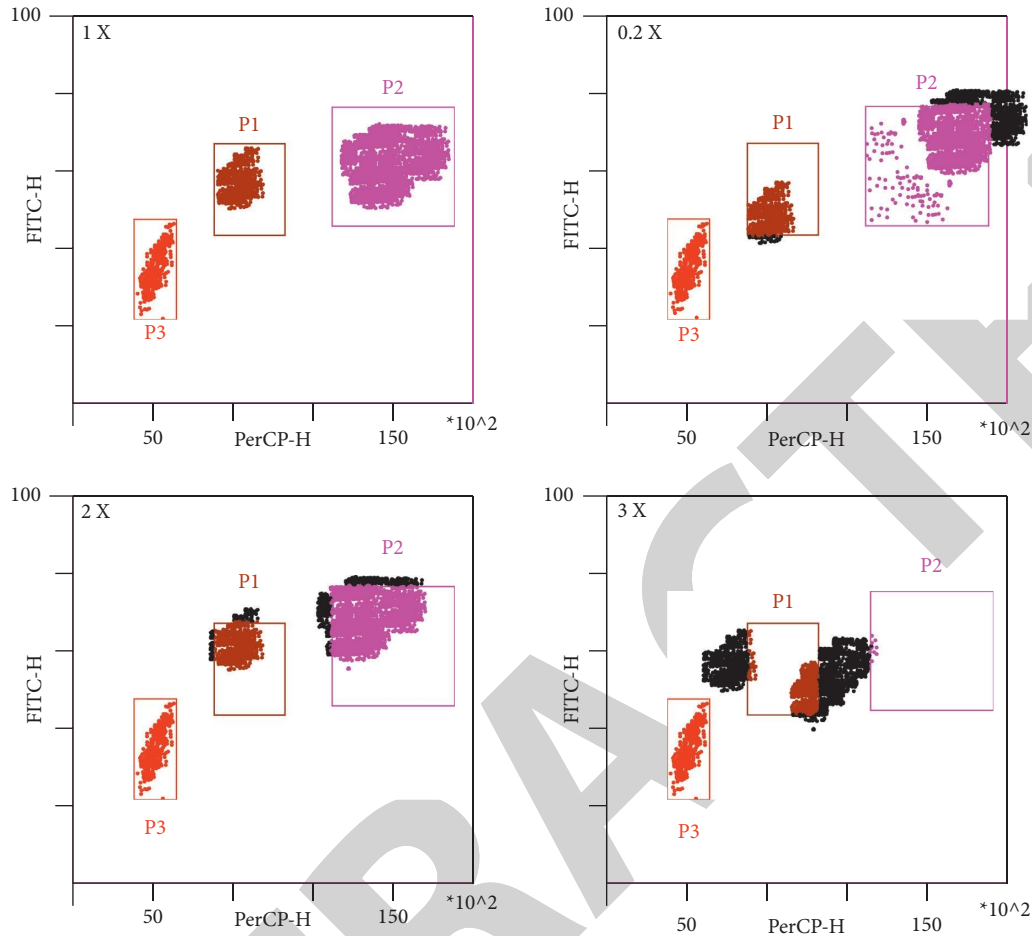 100
1 X
P1
P2
P3
FITC-H
50
PerCP-H
150
*10^2
0.2 X
P1
P2
P3
FITC-H
50
PerCP-H
150
*10^2
100
2 X
P1
P2
P3
FITC-H
50
PerCP-H
150
*10^2
100
3 X
P1
P2
P3
FITC-H
50
PerCP-H
150
*10^2
100